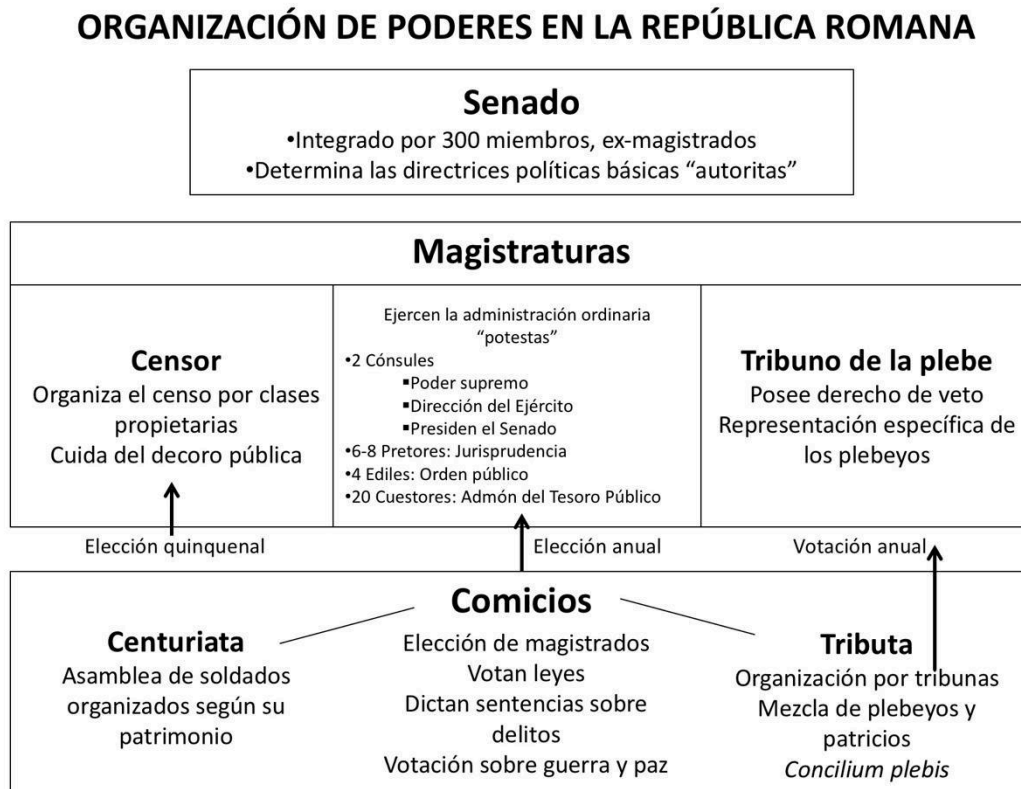 ORGANIZACIÓN DE PODERES EN LA REPÚBLICA ROMANA
Senado
•Integrado por 300 miembros, ex-magistrados
•Determina las directrices políticas básicas “autoritas”
Magistraturas
Censor
Organiza el censo por clases
propietarias
Cuida del decoro pública
Ejercen la administración ordinaria
“potestas”
•2 Cónsules
▪Poder supremo
▪Dirección del Ejército
▪Presiden el Senado
•6-8 Pretores: Jurisprudencia
•4 Ediles: Orden público
•20 Cuestores: Admón del Tesoro Público
Tribuno de la plebe
Posee derecho de veto
Representación específica de
los plebeyos
Elección quinquenal
Elección anual
Votación anual
Comicios
Centuriata
Asamblea de soldados
organizados según su
patrimonio
Elección de magistrados
Votan leyes
Dictan sentencias sobre
delitos
Votación sobre guerra y paz
Tributa
Organización por tribunas
Mezcla de plebeyos y
patricios
Concilium plebis